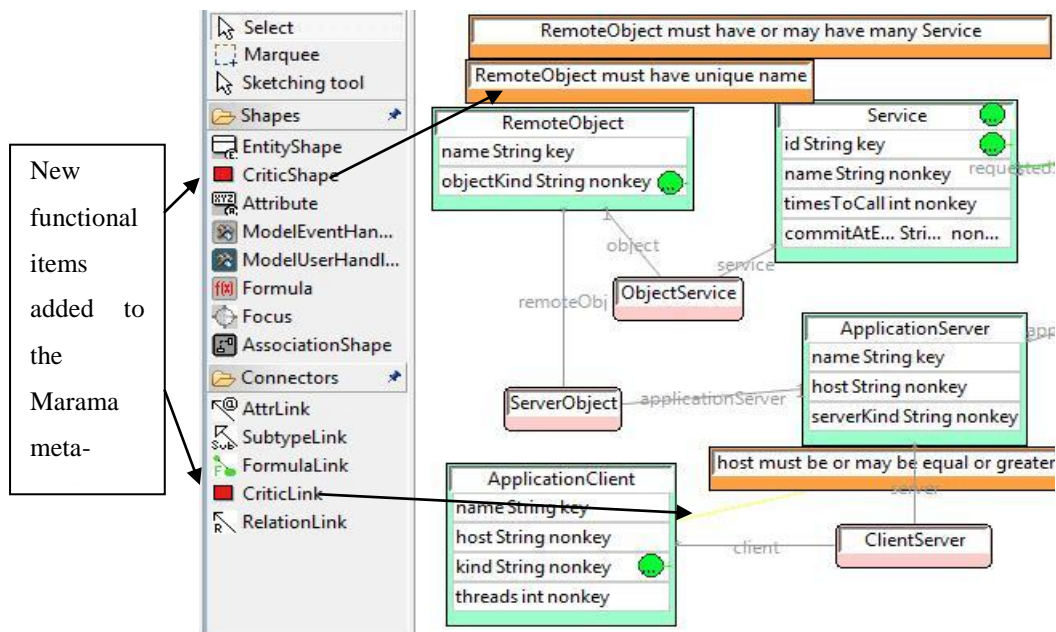 New
functional
items
added to
the
Marama
meta-
Select
Marquee
Sketching tool
Shapes
EntityShape
CriticShape
Attribute
ModelEventHan...
ModelUserHandl...
Formula
Focus
AssociationShape
Connectors
AttrLink
SubtypeLink
FormulaLink
CriticLink
RelationLink
RemoteObject must have or may have many Service
RemoteObject must have unique name
RemoteObject
name String key
objectKind String nonkey
Service
id String key
name String nonkey
timesToCall int nonkey
commitAtE... Stri... non...
requestedS
object
service
ObjectService
remoteObj
ApplicationServer
name String key
host String nonkey
serverKind String nonkey
app
ServerObject
applicationServer
host must be or may be equal or greater
server
ApplicationClient
name String key
host String nonkey
kind String nonkey
threads int nonkey
client
ClientServer